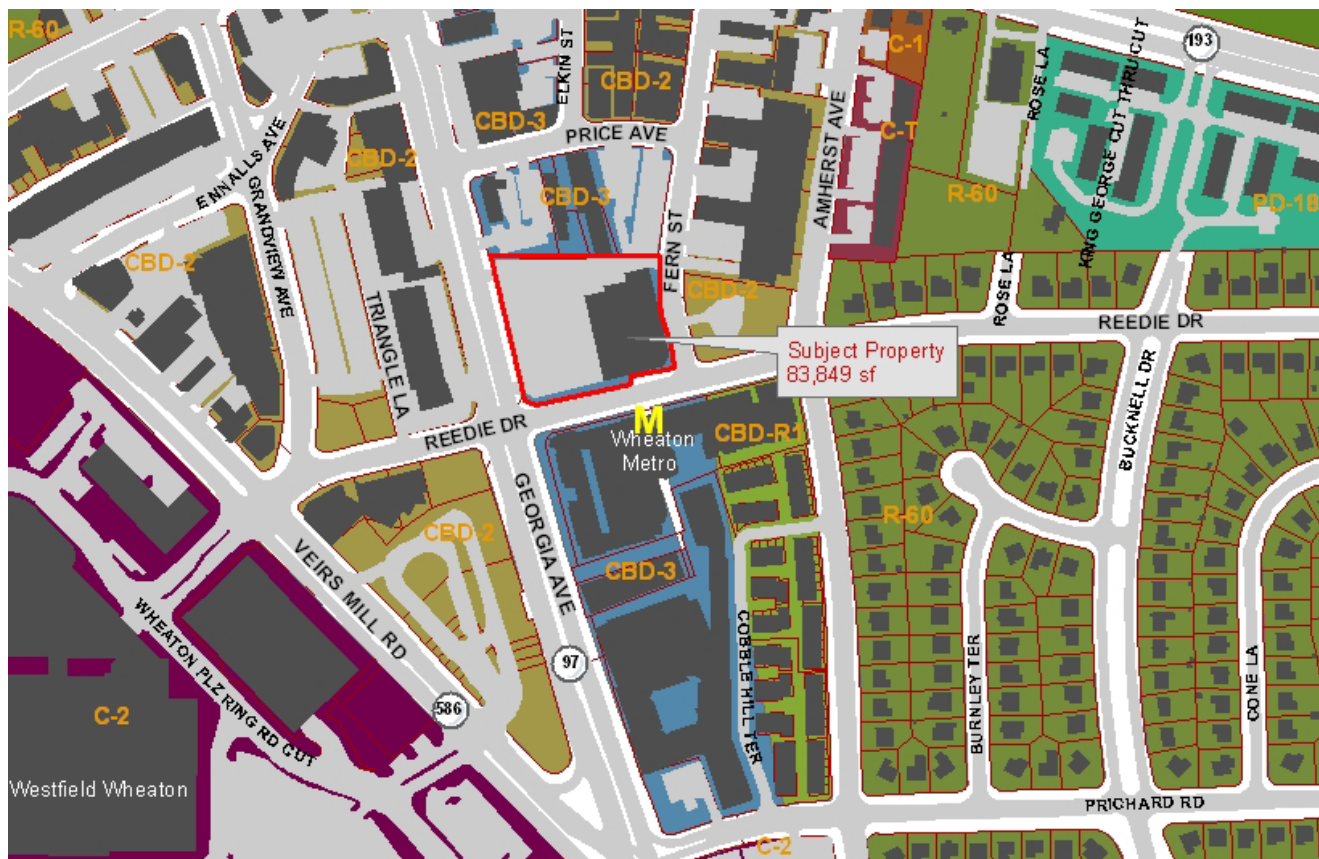 R-60
ELKIN ST
CBD-2
C-1
ROSE LA
KING GEORGE CUT THRU CUT
193
CBD-3
PRICE AVE
AMHERST AVE
C-T
ENNALLS AVE
GRANDVIEW AVE
CBD-2
CBD-3
R-60
PD-18
FERN ST
CBD-2
TRIANGLE LA
CBD-2
ROSE LA
REEDIE DR
Subject Property
83,849 sf
BUCKNELL DR
REEDIE DR
M
Wheaton
Metro
CBD-R1
GEORGIA AVE
CBD-2
R-60
VEIRS MILL RD
CBD-3
WHEATON PLZ RING RD CUT
COBBLE HILL TER
BURNLEY TER
CONE LA
97
586
C-2
Westfield Wheaton
PRICHARD RD
C-2